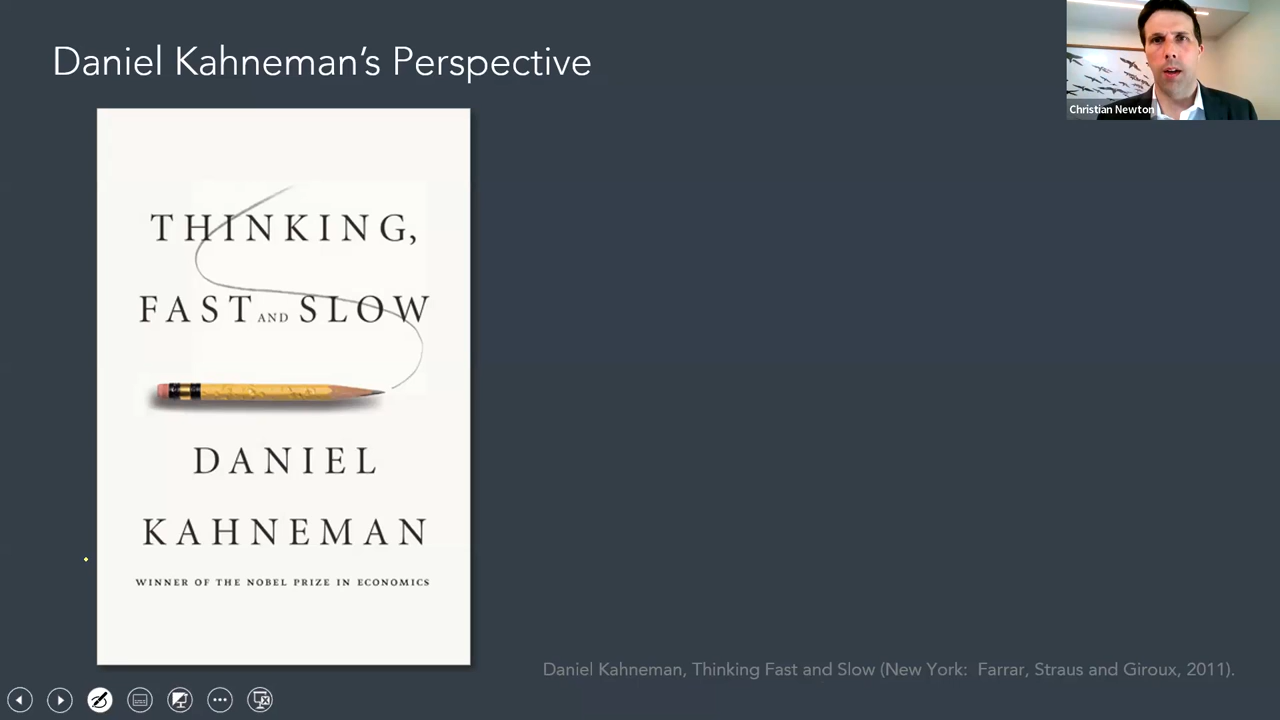 Daniel Kahneman’s Perspective
Christian Newton
THINKING,
FAST AND SLOW
DANIEL
KAHNEMAN
WINNER OF THE NOBEL PRIZE IN ECONOMICS
Daniel Kahneman, Thinking Fast and Slow (New York:  Farrar, Straus and Giroux, 2011).